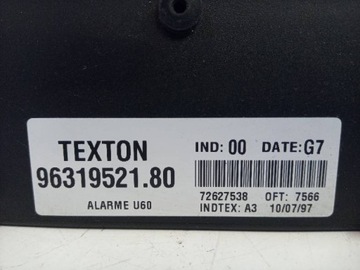 TEXTON
96319521.80
ALARME U60
IND: 00 DATE: G7
72627538 OFT: 7566
INDTEX: A3 10/07/97